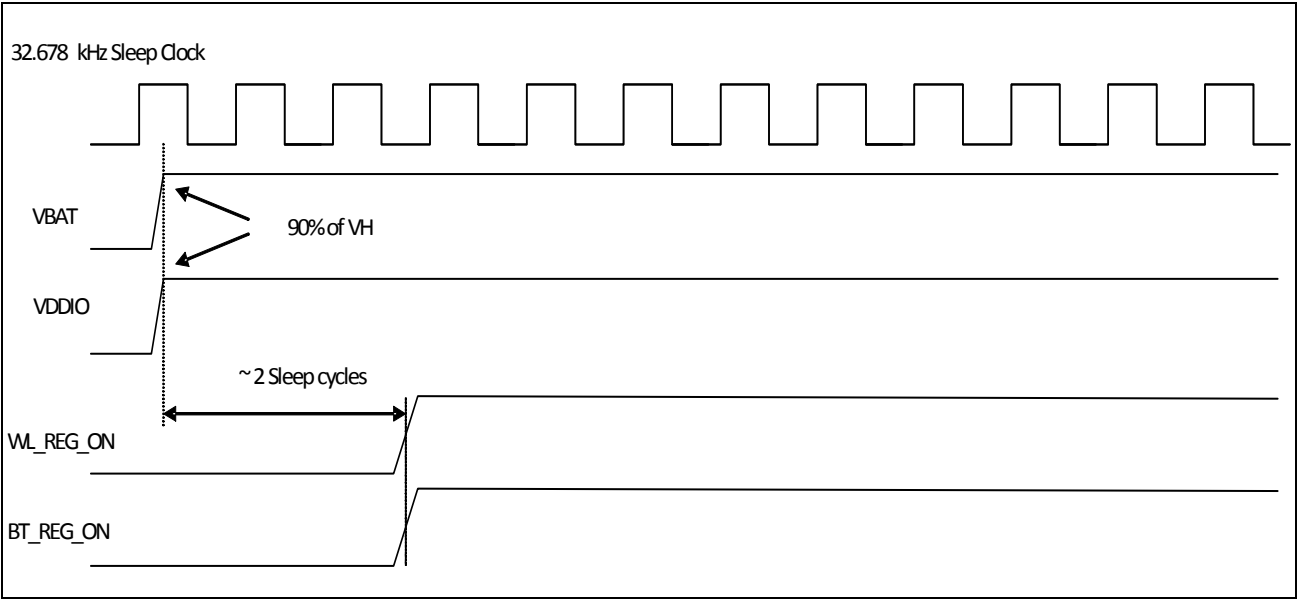 32.678 kHz Sleep Clock
VBAT
90% of VH
VDDIO
~ 2 Sleep cycles
WL_REG_ON
BT_REG_ON